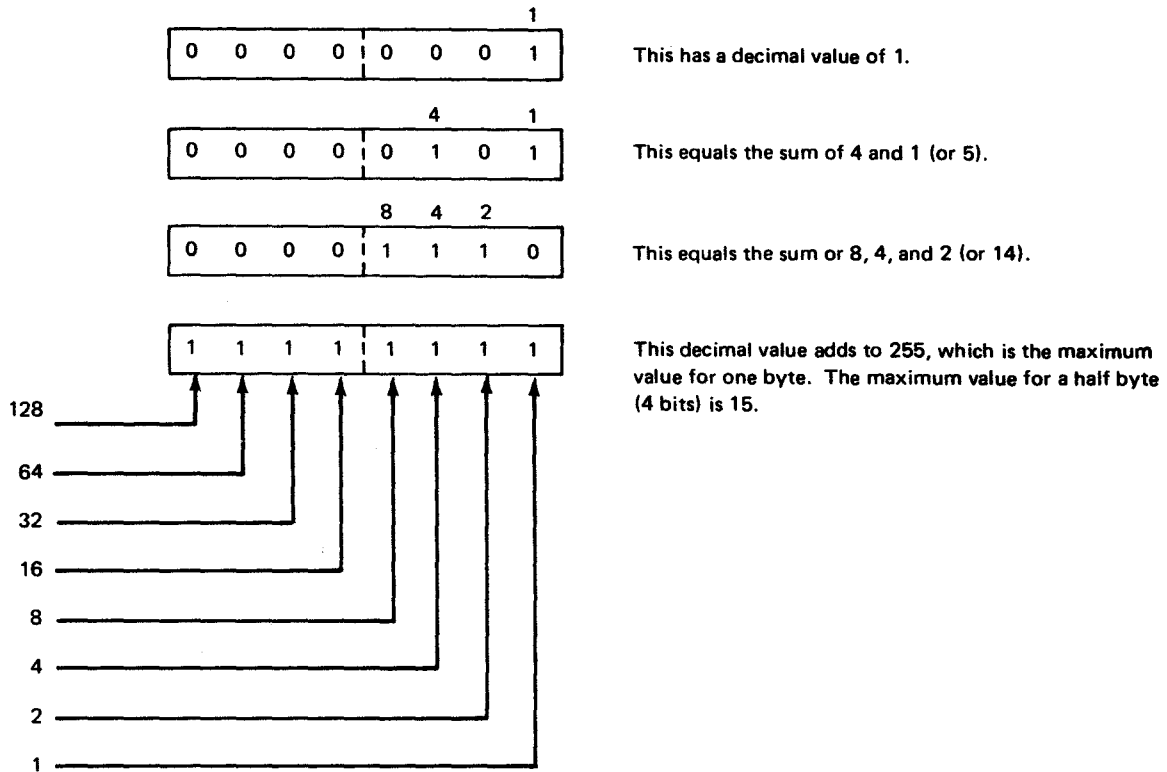 1
0 0 0 0 0 0 0 1
This has a decimal value of 1.
4 1
0 0 0 0 0 1 0 1
This equals the sum of 4 and 1 (or 5).
8 4 2
0 0 0 0 1 1 1 0
This equals the sum or 8, 4, and 2 (or 14).
1 1 1 1 1 1 1 1
This decimal value adds to 255, which is the maximum
value for one byte. The maximum value for a half byte
(4 bits) is 15.
128
64
32
16
8
4
2
1